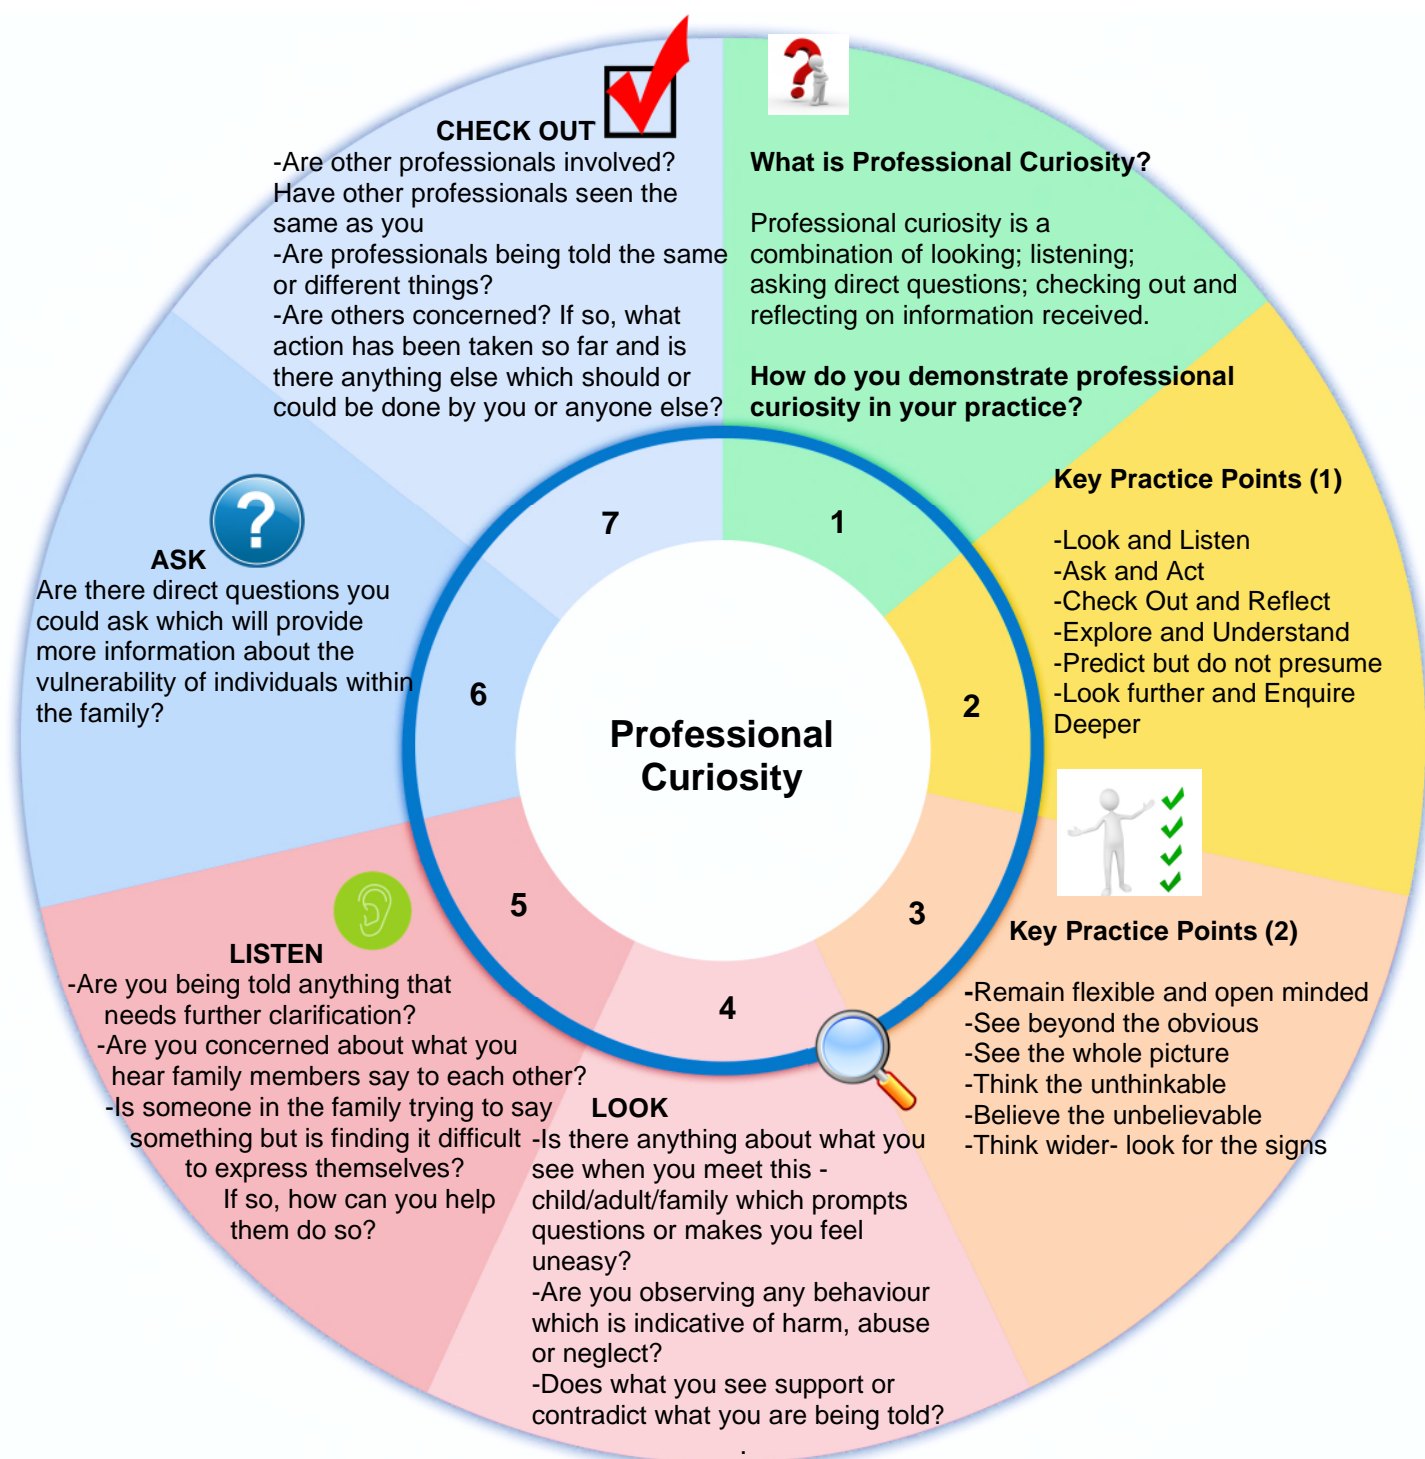 What is Professional Curiosity?
Professional curiosity is a
combination of looking; listening;
asking direct questions; checking out and
reflecting on information received.
How do you demonstrate professional
curiosity in your practice?
1
Key Practice Points (1)
-Look and Listen
-Ask and Act
-Check Out and Reflect
-Explore and Understand
-Predict but do not presume
-Look further and Enquire
Deeper
2
Key Practice Points (2)
-Remain flexible and open minded
-See beyond the obvious
-See the whole picture
-Think the unthinkable
-Believe the unbelievable
-Think wider- look for the signs
3
LOOK
-Is there anything about what you
see when you meet this -
child/adult/family which prompts
questions or makes you feel
uneasy?
-Are you observing any behaviour
which is indicative of harm, abuse
or neglect?
-Does what you see support or
contradict what you are being told?
.
4
LISTEN
-Are you being told anything that
needs further clarification?
-Are you concerned about what you
hear family members say to each other?
-Is someone in the family trying to say
something but is finding it difficult
to express themselves?
If so, how can you help
them do so?
5
?
ASK
Are there direct questions you
could ask which will provide
more information about the
vulnerability of individuals within
the family?
6
CHECK OUT
-Are other professionals involved?
Have other professionals seen the
same as you
-Are professionals being told the same
or different things?
-Are others concerned? If so, what
action has been taken so far and is
there anything else which should or
could be done by you or anyone else?
7
Professional
Curiosity